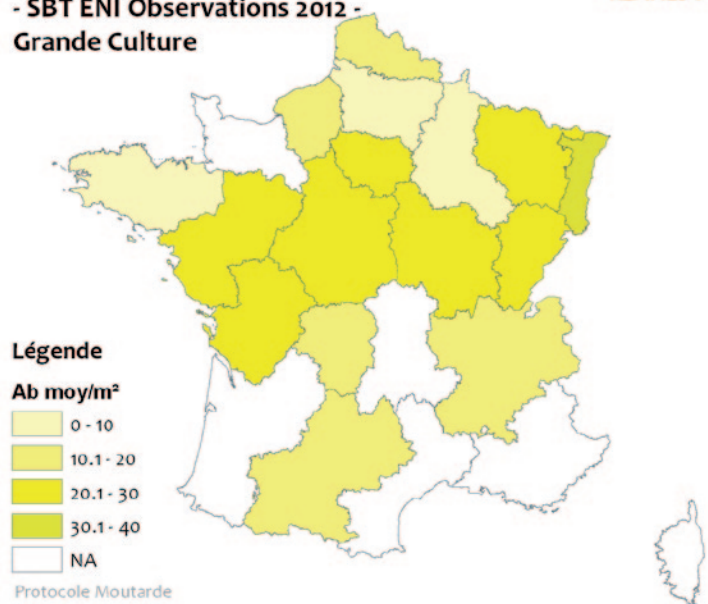 - SBT ENI Observations 2012 -
Grande Culture
Légende
Ab moy/m²
0 - 10
10.1 - 20
20.1 - 30
30.1 - 40
NA
Protocole Moutarde